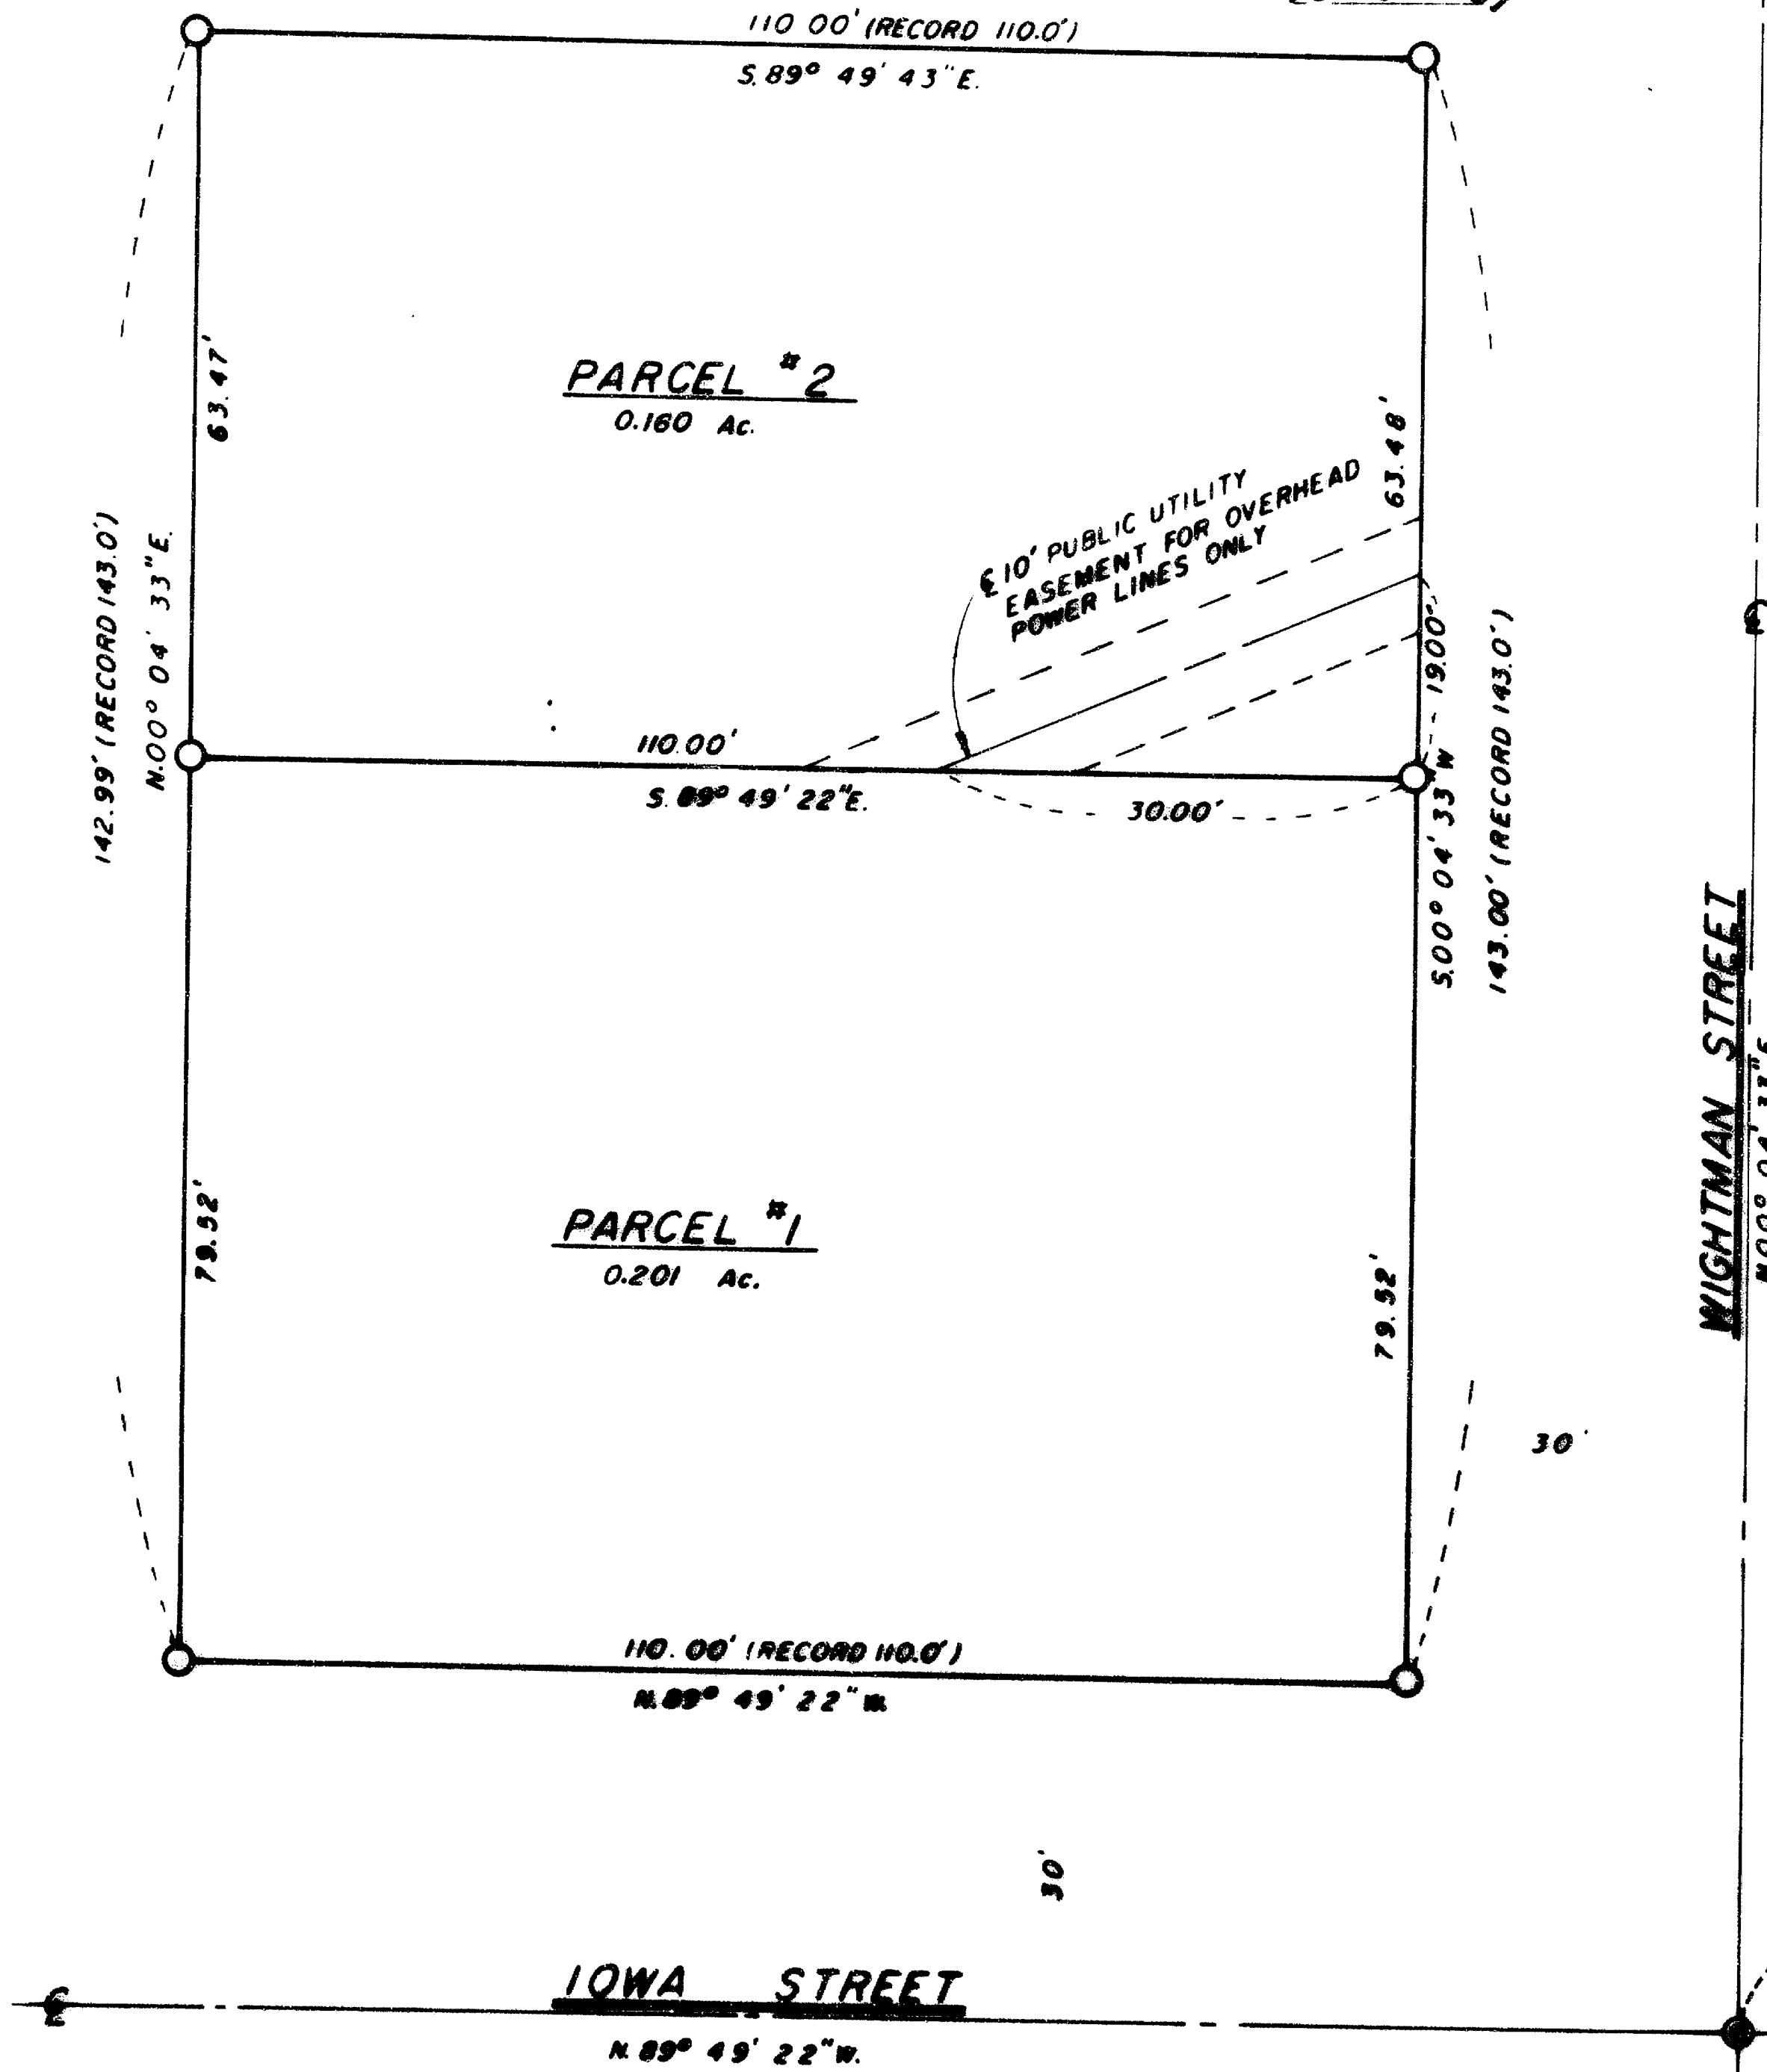 110 00' (RECORD 110.0')
S. 89° 49' 43" E.
63.47'
PARCEL #2
0.160 Ac.
63.48'
℄ 10' PUBLIC UTILITY
EASEMENT FOR OVERHEAD
POWER LINES ONLY
142.99' (RECORD 143.0')
N.00° 04' 33" E.
19.00'
110.00'
S. 89° 49' 22" E.
30.00'
S.00° 04' 33" W
143.00' (RECORD 143.0')
WIGHTMAN STREET
N.00° 04' 33" E
79.52'
PARCEL #1
0.201 Ac.
79.52'
30'
110.00' (RECORD 110.0')
N. 89° 49' 22" W.
30'
IOWA STREET
℄
N. 89° 49' 22" W.